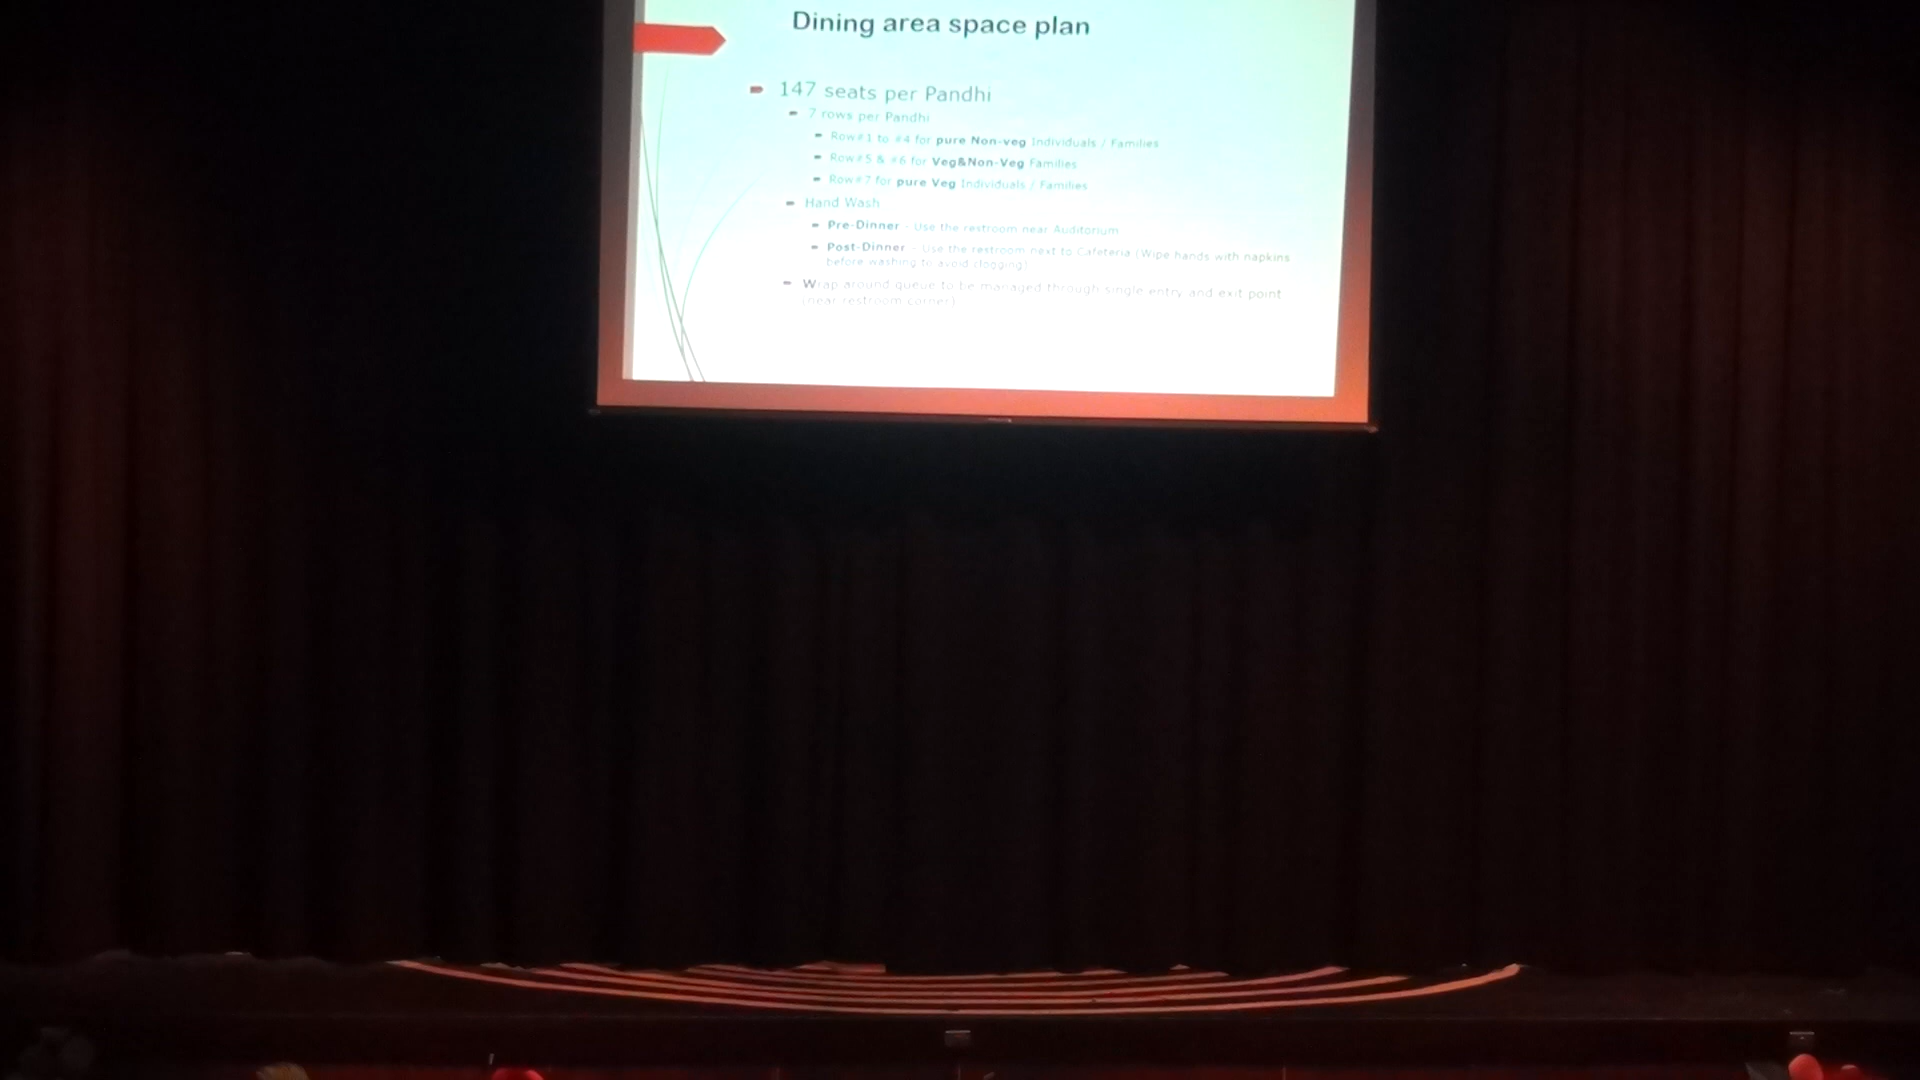 Dining area space plan
147 seats per Pandhi
7 rows per Pandhi
Row#1 to #4 for pure Non-veg Individuals / Families
Row#5 & #6 for Veg&Non-Veg Families
Row#7 for pure Veg Individuals / Families
Hand Wash
Pre-Dinner - Use the restroom near Auditorium
Post-Dinner - Use the restroom next to Cafeteria (Wipe hands with napkins
before washing to avoid clogging)
Wrap around queue to be managed through single entry and exit point
(near restroom corner)